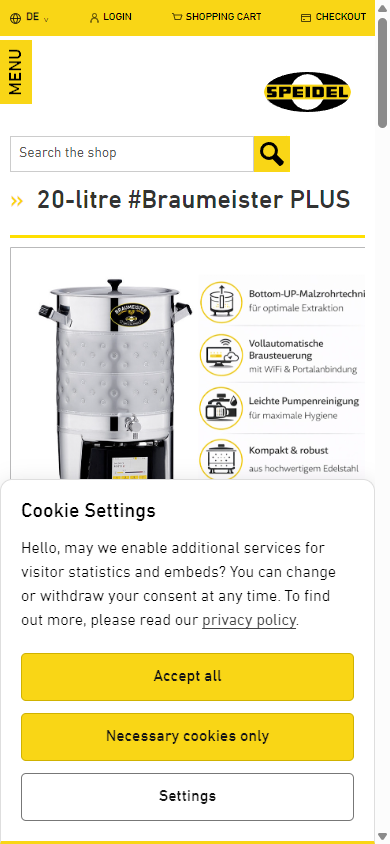 DE
LOGIN
SHOPPING CART
CHECKOUT
MENU
SPEIDEL
Search the shop
» 20-litre #Braumeister PLUS
BRAUMEISTER
Bottom-UP-Malzrohrtechni
für optimale Extraktion
Vollautomatische
Brausteuerung
mit WiFi & Portalanbindung
Leichte Pumpenreinigung
für maximale Hygiene
Kompakt & robust
aus hochwertigem Edelstahl
Cookie Settings
Hello, may we enable additional services for
visitor statistics and embeds? You can change
or withdraw your consent at any time. To find
out more, please read our privacy policy.
Accept all
Necessary cookies only
Settings